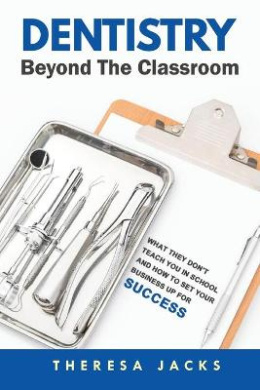 DENTISTRY
Beyond The Classroom
WHAT THEY DON'T
TEACH YOU IN SCHOOL
AND HOW TO SET YOUR
BUSINESS UP FOR
SUCCESS
THERESA JACKS